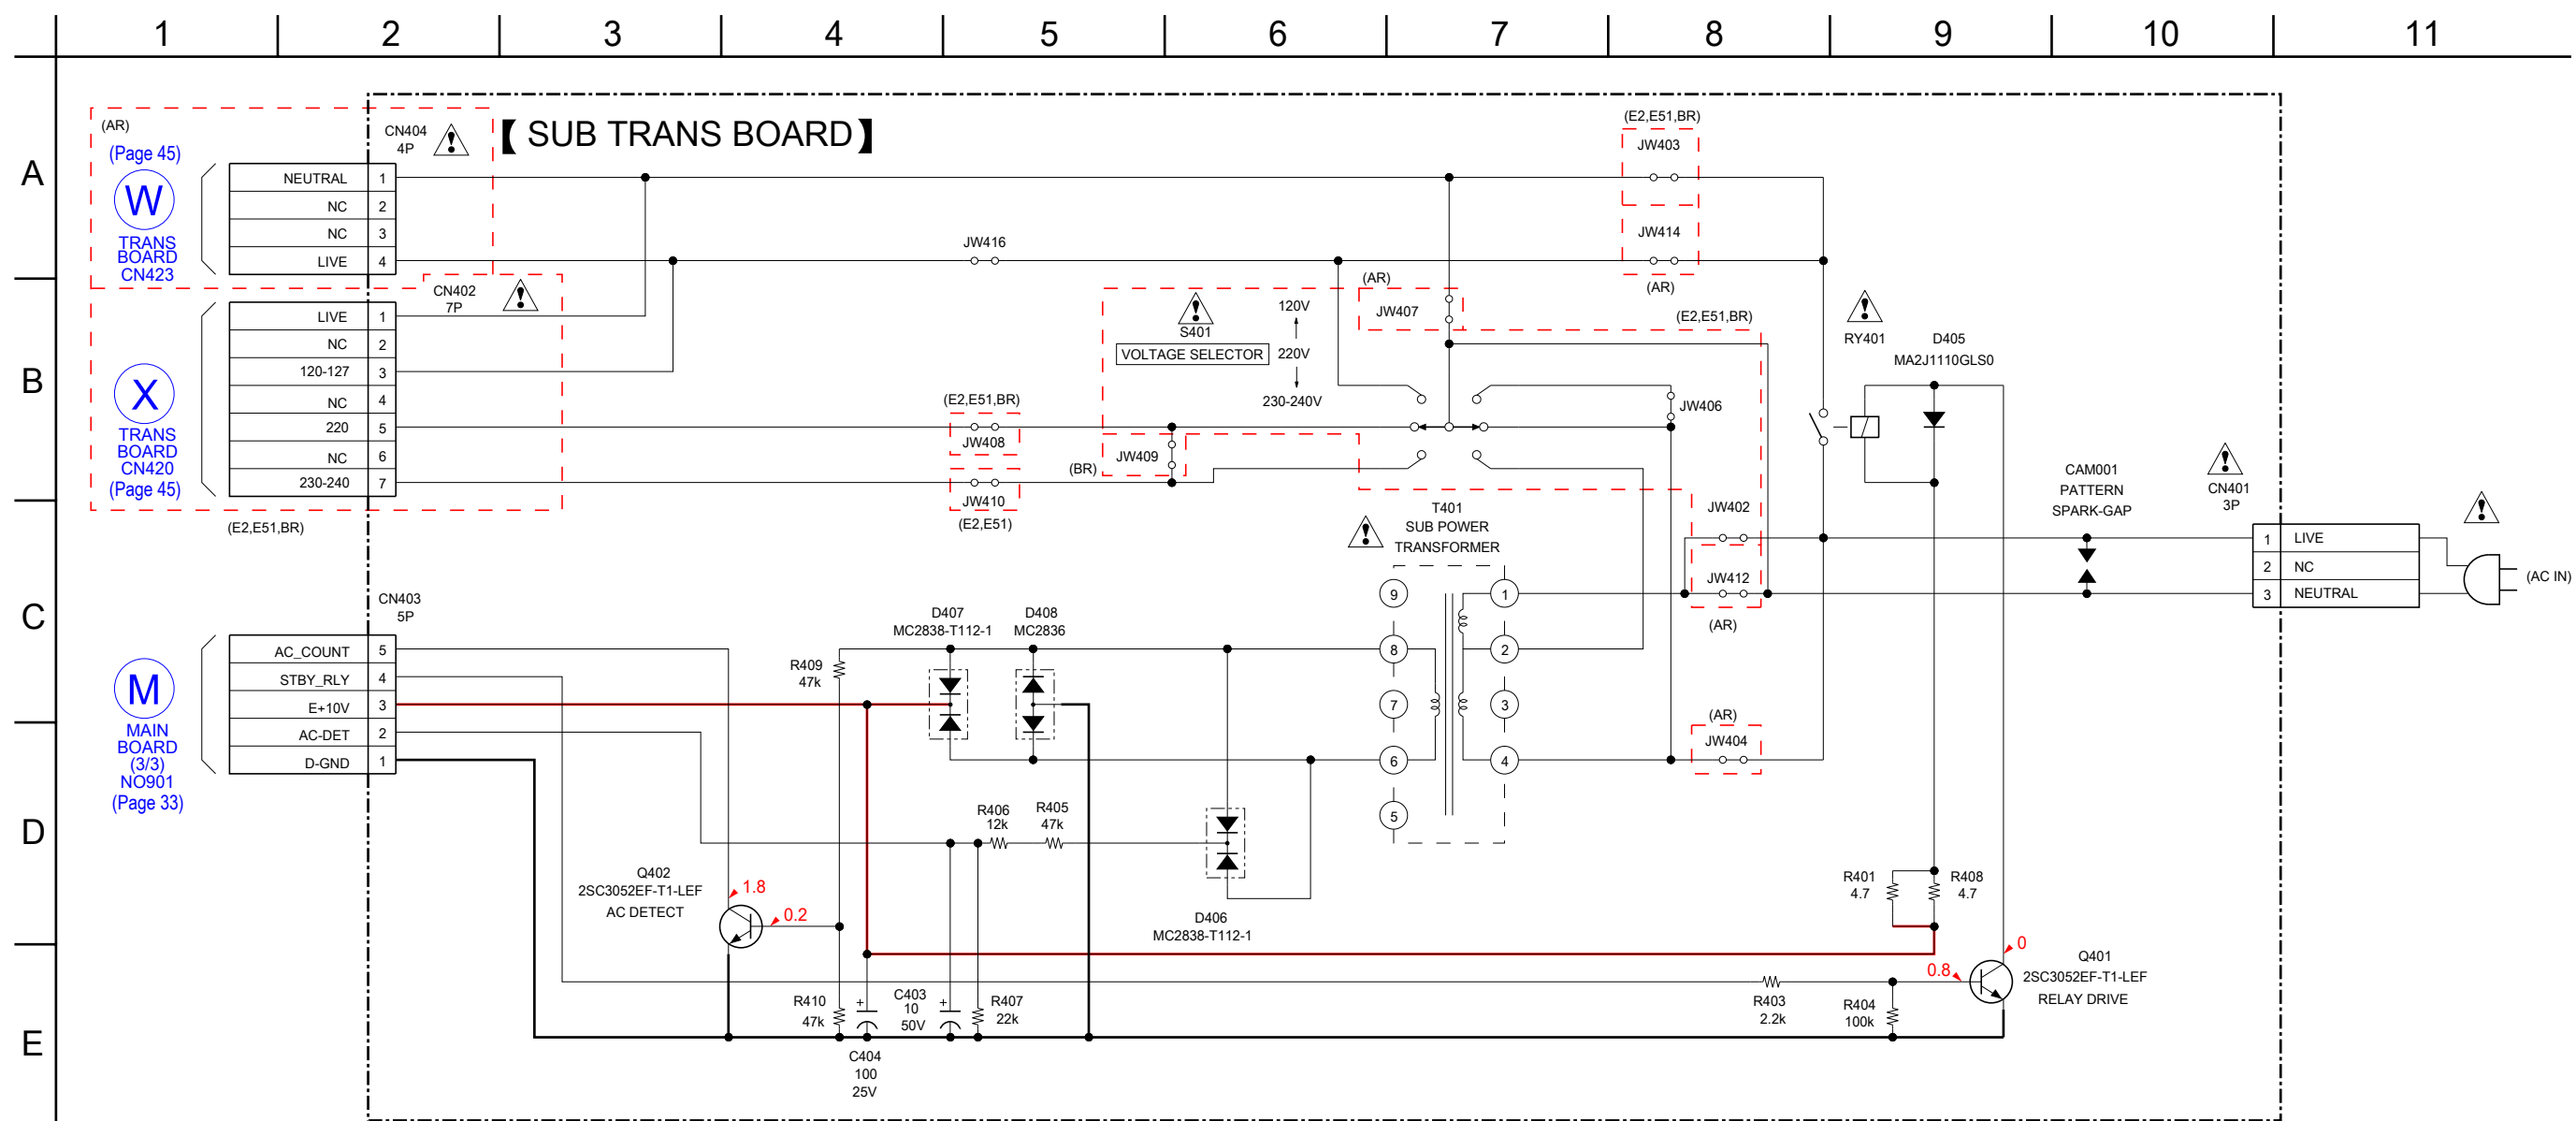 1 2 3 4 5 6 7 8 9 10 11
A
B
C
D
E
【 SUB TRANS BOARD】
(AR)
(Page 45)
W
TRANS
BOARD
CN423
CN404
4P
NEUTRAL 1
NC 2
NC 3
LIVE 4
CN402
7P
LIVE 1
NC 2
120-127 3
NC 4
220 5
NC 6
230-240 7
X
TRANS
BOARD
CN420
(Page 45)
(E2,E51,BR)
JW416
(E2,E51,BR)
JW403
JW414
(AR)
(AR)
JW407
(E2,E51,BR)
S401
VOLTAGE SELECTOR
120V
220V
230-240V
(E2,E51,BR)
JW408
JW409
(BR)
JW410
(E2,E51)
JW406
RY401
D405
MA2J1110GLS0
CAM001
PATTERN
SPARK-GAP
CN401
3P
1 LIVE
2 NC
3 NEUTRAL
(AC IN)
T401
SUB POWER
TRANSFORMER
JW402
JW412
(AR)
(AR)
JW404
9
8
7
6
5
1
2
3
4
CN403
5P
AC_COUNT 5
STBY_RLY 4
E+10V 3
AC-DET 2
D-GND 1
M
MAIN
BOARD
(3/3)
NO901
(Page 33)
D407
MC2838-T112-1
D408
MC2836
R409
47k
R406
12k
R405
47k
D406
MC2838-T112-1
Q402
2SC3052EF-T1-LEF
AC DETECT
1.8
0.2
R410
47k
+
C404
100
25V
C403
10
50V
+
R407
22k
R401
4.7
R408
4.7
R403
2.2k
R404
100k
0.8
0
Q401
2SC3052EF-T1-LEF
RELAY DRIVE